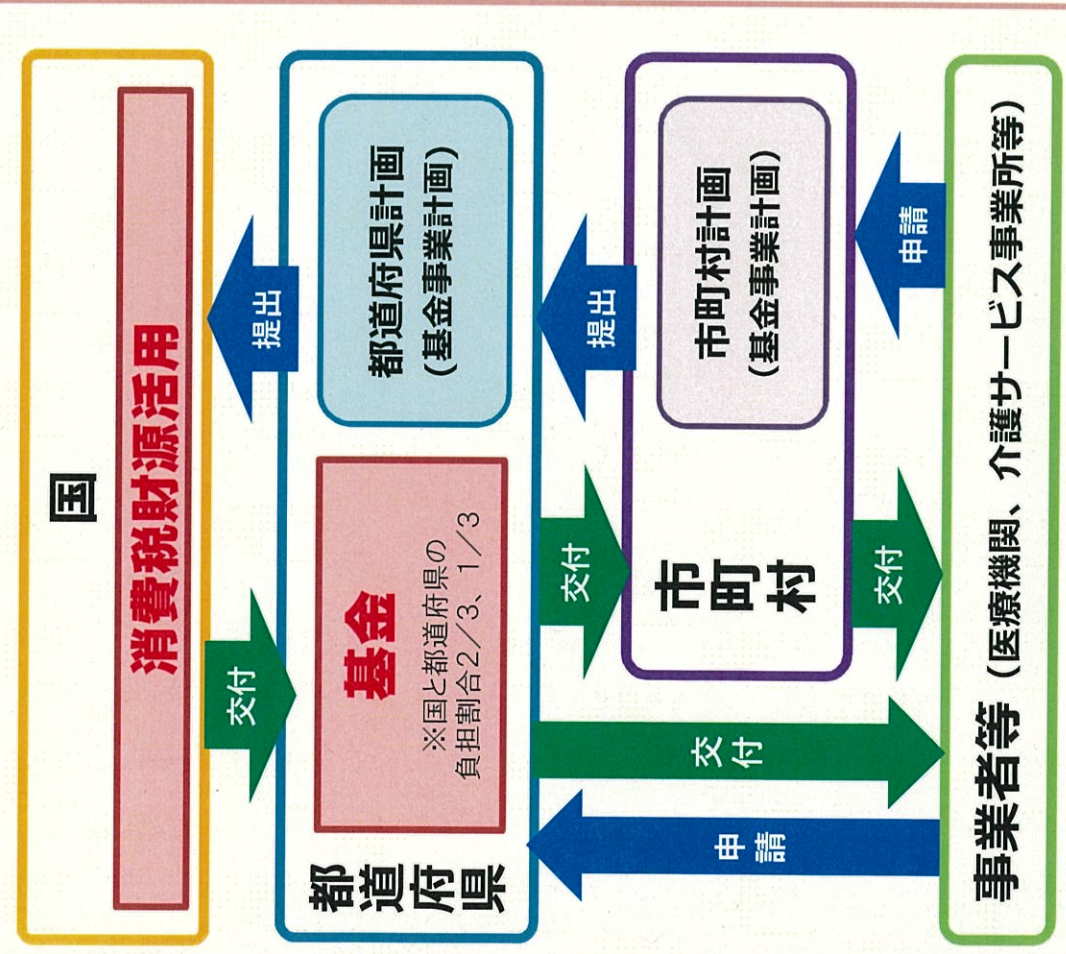 国
消費税財源活用
交付
提出
都道
府県
基金
※国と都道府県の
負担割合2/3、1/3
都道府県計画
(基金事業計画)
交付
提出
申請
交付
市
町
村
市町村計画
(基金事業計画)
交付
申請
事業者等(医療機関、介護サービス事業所等)